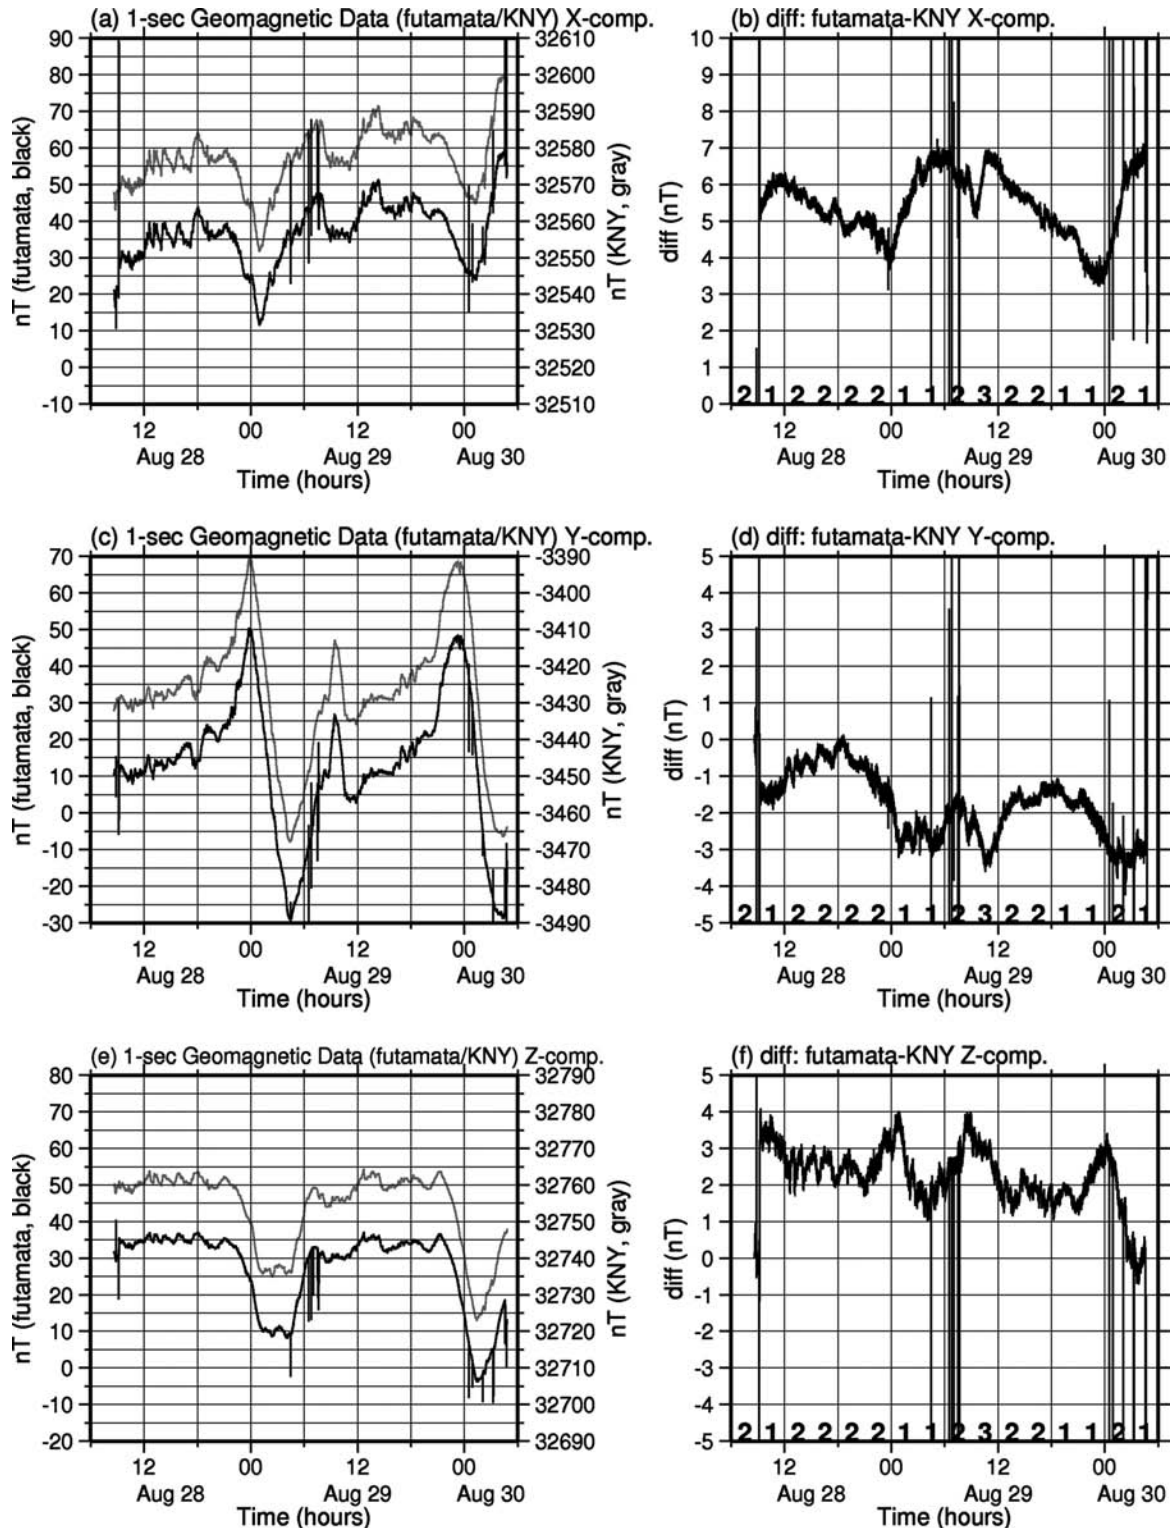 (a) 1-sec Geomagnetic Data (futamata/KNY) X-comp.
90
80
70
60
50
40
30
20
10
0
-10
nT (futamata, black)
32610
32600
32590
32580
32570
32560
32550
32540
32530
32520
32510
nT (KNY, gray)
12 00 12 00
Aug 28 Aug 29 Aug 30
Time (hours)
(b) diff: futamata-KNY X-comp.
10
9
8
7
6
5
4
3
2
1
0
diff (nT)
2 1 2 2 2 2 1 1 2 3 2 2 1 1 2 1
12 00 12 00
Aug 28 Aug 29 Aug 30
Time (hours)
(c) 1-sec Geomagnetic Data (futamata/KNY) Y-comp.
70
60
50
40
30
20
10
0
-10
-20
-30
nT (futamata, black)
-3390
-3400
-3410
-3420
-3430
-3440
-3450
-3460
-3470
-3480
-3490
nT (KNY, gray)
12 00 12 00
Aug 28 Aug 29 Aug 30
Time (hours)
(d) diff: futamata-KNY Y-comp.
5
4
3
2
1
0
-1
-2
-3
-4
-5
diff (nT)
2 1 2 2 2 2 1 1 2 3 2 2 1 1 2 1
12 00 12 00
Aug 28 Aug 29 Aug 30
Time (hours)
(e) 1-sec Geomagnetic Data (futamata/KNY) Z-comp.
80
70
60
50
40
30
20
10
0
-10
-20
nT (futamata, black)
32790
32780
32770
32760
32750
32740
32730
32720
32710
32700
32690
nT (KNY, gray)
12 00 12 00
Aug 28 Aug 29 Aug 30
Time (hours)
(f) diff: futamata-KNY Z-comp.
5
4
3
2
1
0
-1
-2
-3
-4
-5
diff (nT)
2 1 2 2 2 2 1 1 2 3 2 2 1 1 2 1
12 00 12 00
Aug 28 Aug 29 Aug 30
Time (hours)